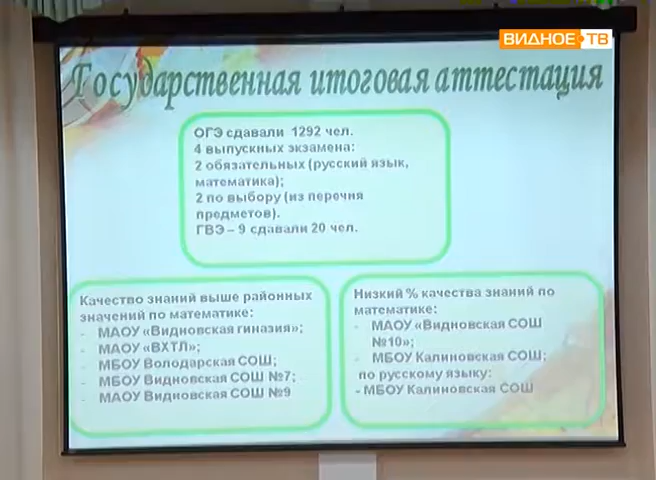 ВИДНОЕ ТВ
Государственная итоговая аттестация
ОГЭ сдавали 1292 чел.
4 выпускных экзамена:
2 обязательных (русский язык,
математика);
2 по выбору (из перечня
предметов).
ГВЭ – 9 сдавали 20 чел.
Качество знаний выше районных
значений по математике:
- МАОУ «Видновская гиназия»;
- МАОУ «ВХТЛ»;
- МБОУ Володарская СОШ;
- МБОУ Видновская СОШ №7;
- МАОУ Видновская СОШ №9
Низкий % качества знаний по
математике:
- МАОУ «Видновская СОШ
№10»;
- МБОУ Калиновская СОШ;
по русскому языку:
- МБОУ Калиновская СОШ